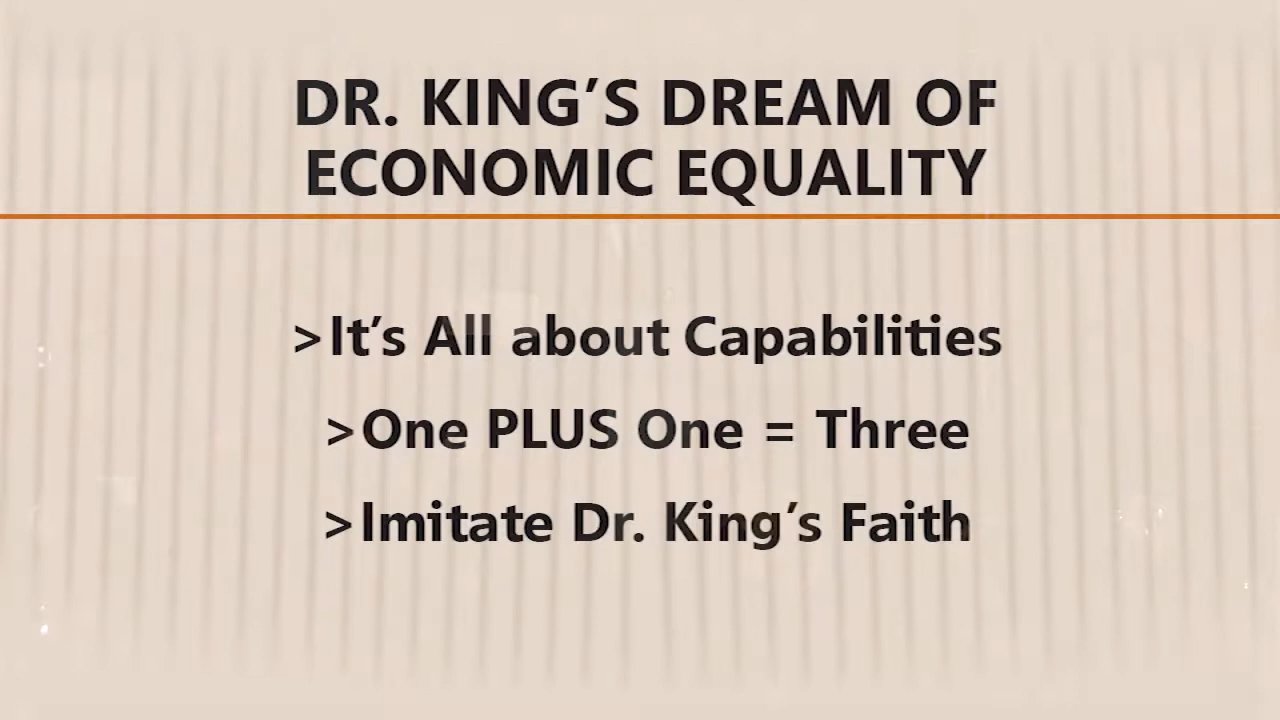 DR. KING’S DREAM OF
ECONOMIC EQUALITY
>It’s All about Capabilities
>One PLUS One = Three
>Imitate Dr. King’s Faith